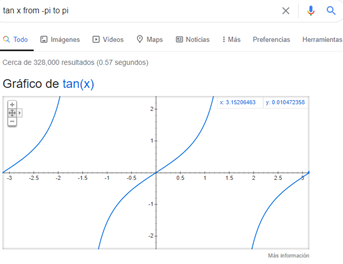 tan x from -pi to pi
Todo Imágenes Vídeos Maps Noticias Más Preferencias Herramientas
Cerca de 328,000 resultados (0.57 segundos)
Gráfico de tan(x)
x: 3.15206463 y: 0.010472358
2
1
-3 -2.5 -2 -1.5 -1 -0.5 0.5 1 1.5 2 2.5 3
-1
-2
Más información